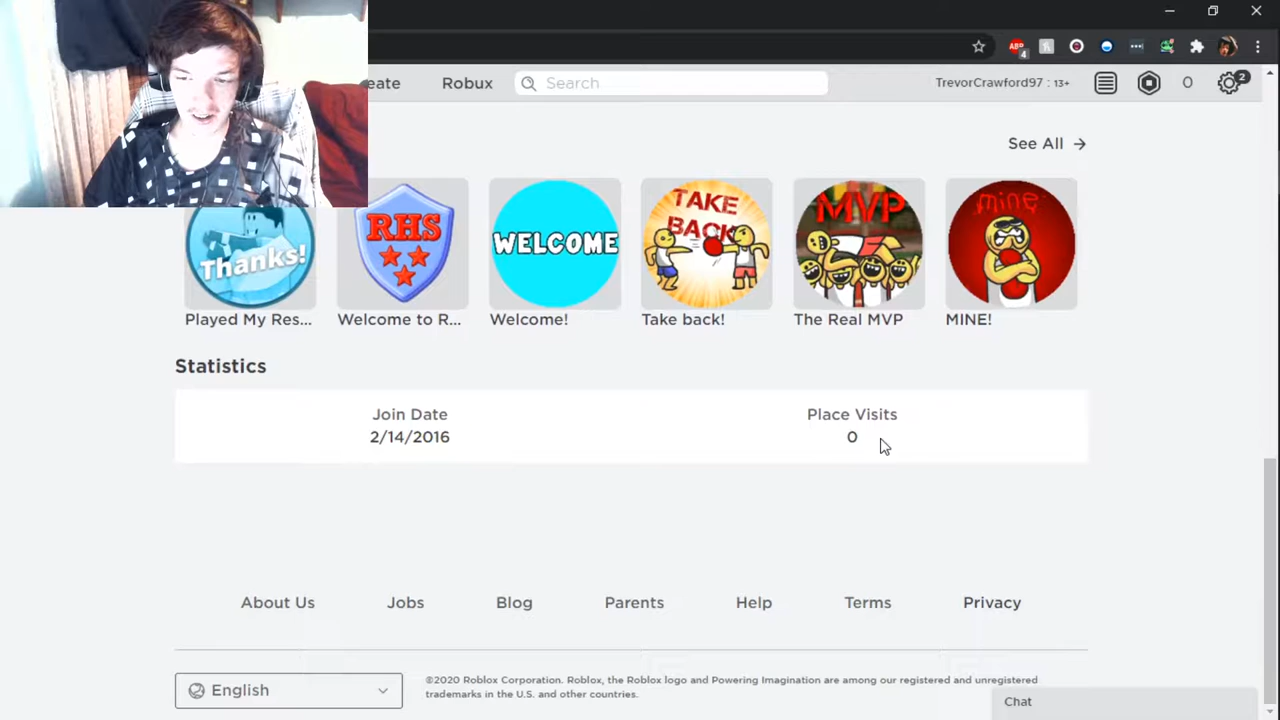 4
eate
Robux
Search
TrevorCrawford97 : 13+
0
2
See All
Thanks!
RHS
WELCOME
TAKE
BACK
MVP
mine
Played My Res...
Welcome to R...
Welcome!
Take back!
The Real MVP
MINE!
Statistics
Join Date
Place Visits
2/14/2016
0
About Us
Jobs
Blog
Parents
Help
Terms
Privacy
English
©2020 Roblox Corporation. Roblox, the Roblox logo and Powering Imagination are among our registered and unregistered
trademarks in the U.S. and other countries.
Chat